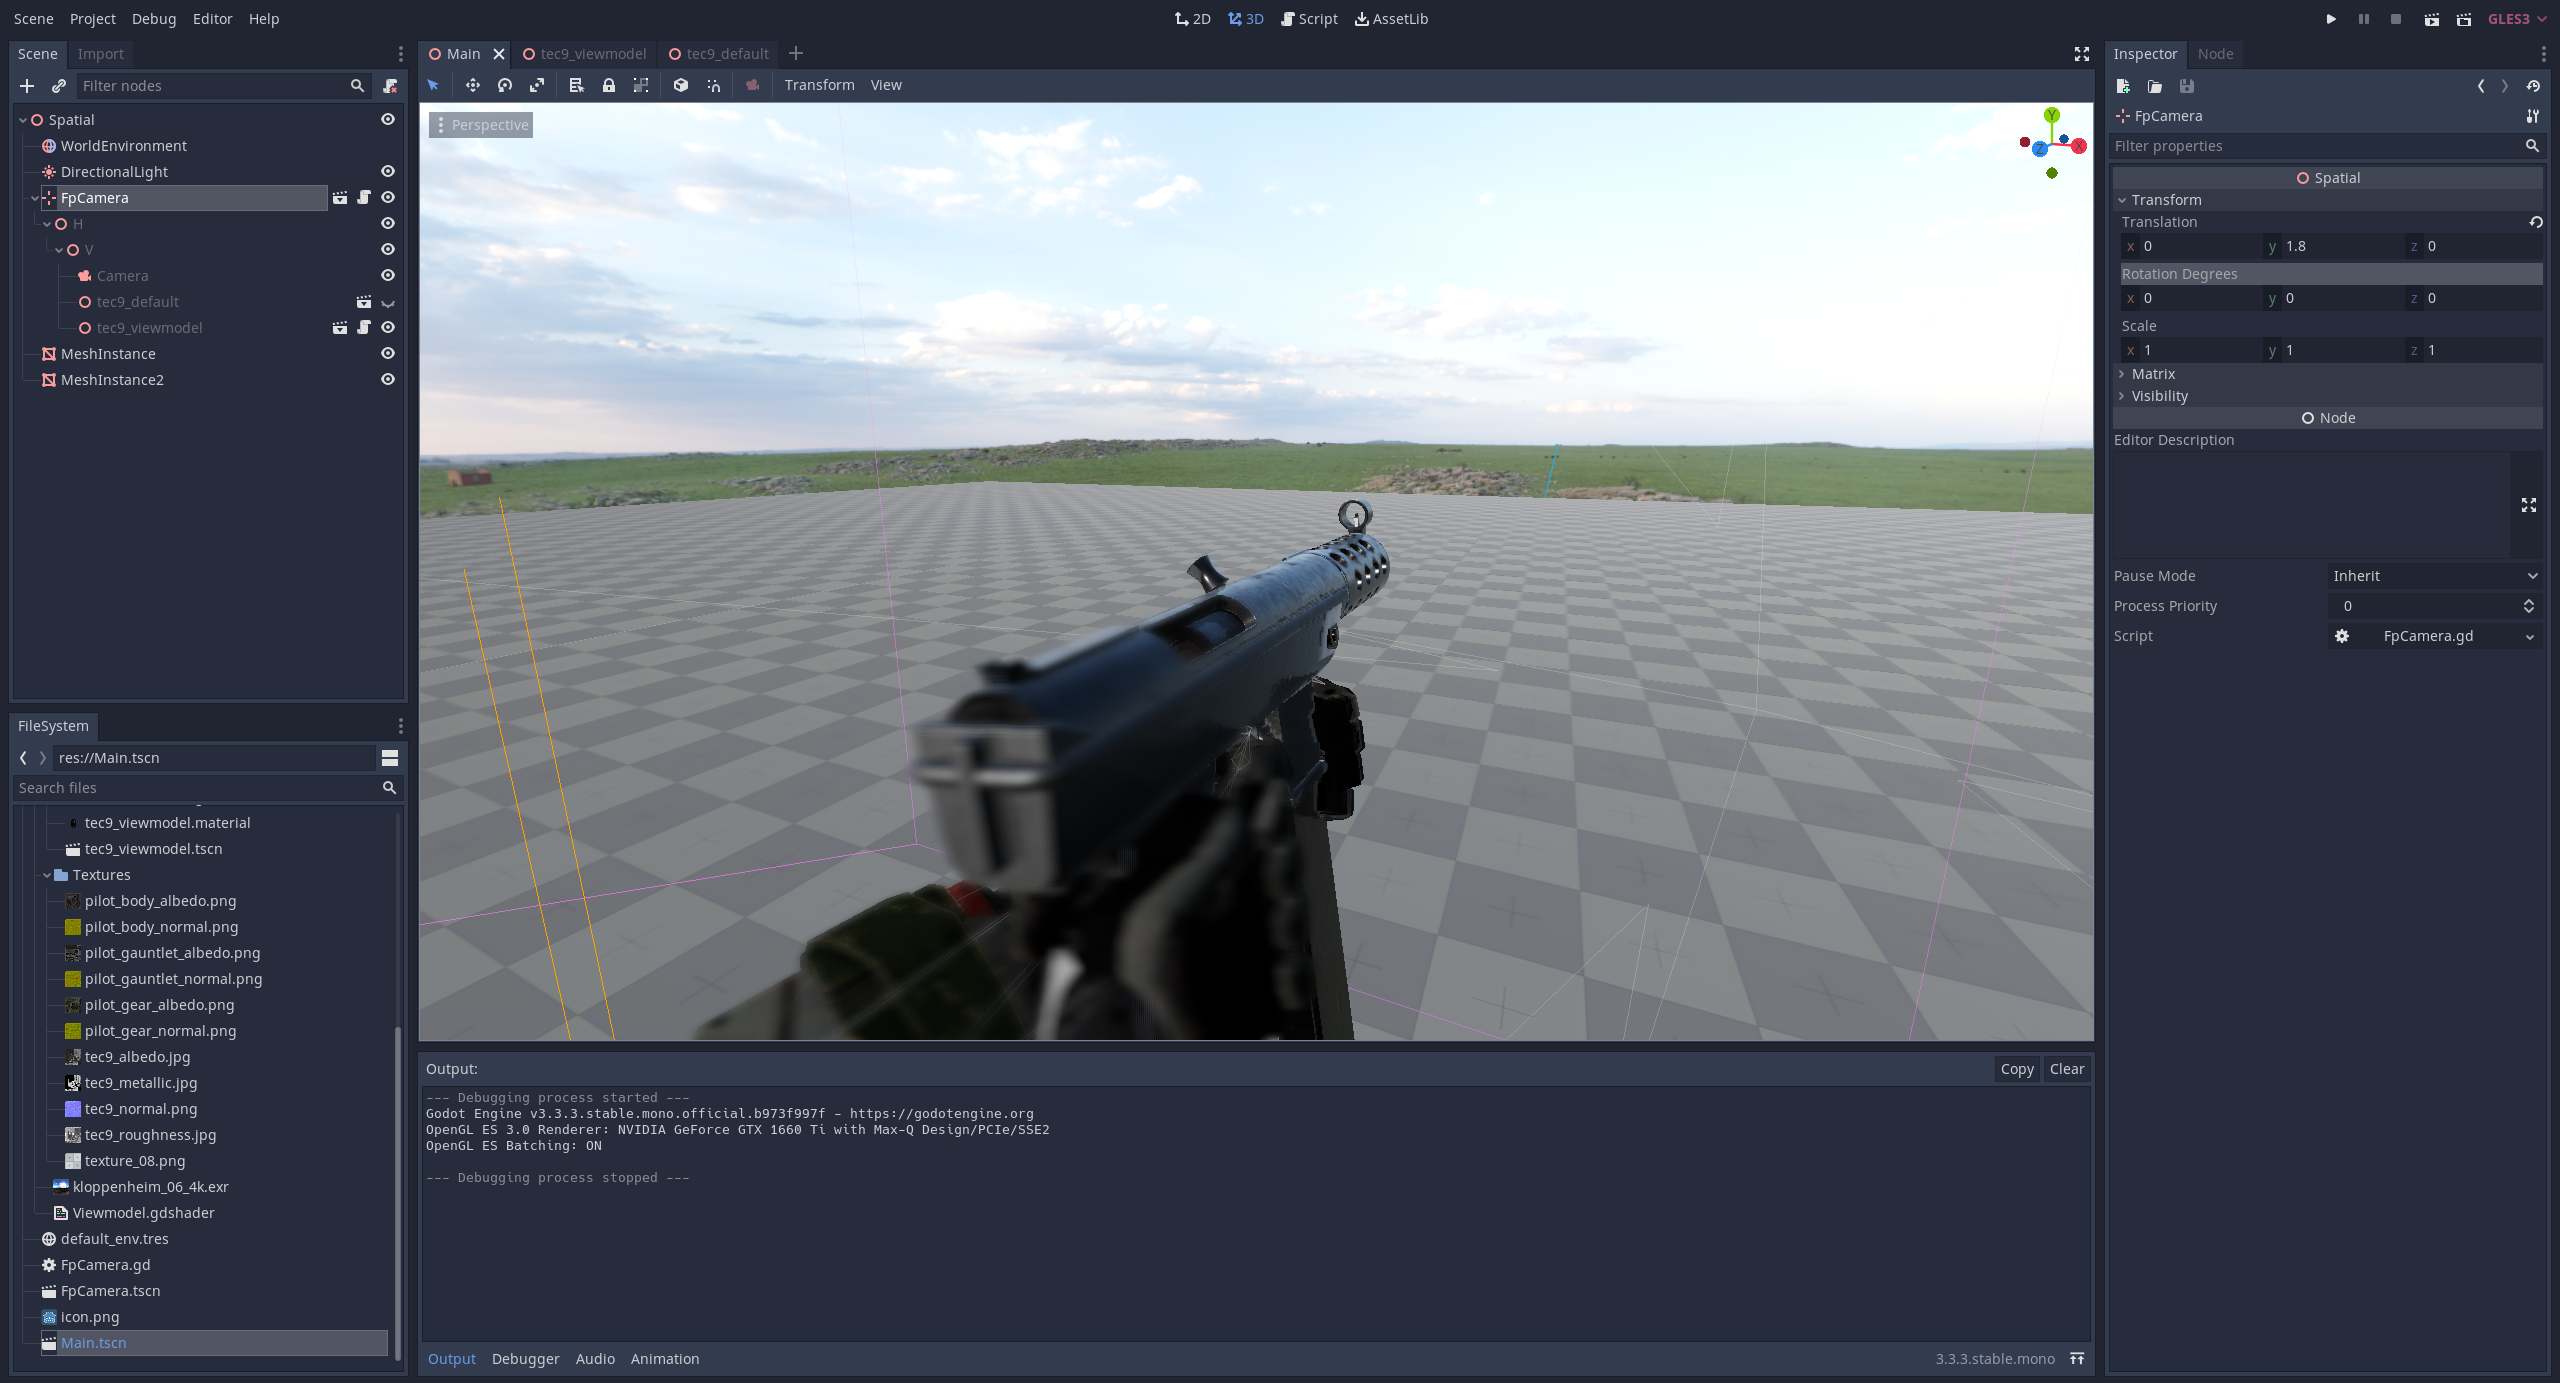 Scene Project Debug Editor Help
2D 3D Script AssetLib
GLES3
Scene Import
Filter nodes
Spatial
WorldEnvironment
DirectionalLight
FpCamera
H
V
Camera
tec9_default
tec9_viewmodel
MeshInstance
MeshInstance2
FileSystem
res://Main.tscn
Search files
tec9_viewmodel.material
tec9_viewmodel.tscn
Textures
pilot_body_albedo.png
pilot_body_normal.png
pilot_gauntlet_albedo.png
pilot_gauntlet_normal.png
pilot_gear_albedo.png
pilot_gear_normal.png
tec9_albedo.jpg
tec9_metallic.jpg
tec9_normal.png
tec9_roughness.jpg
texture_08.png
kloppenheim_06_4k.exr
Viewmodel.gdshader
default_env.tres
FpCamera.gd
FpCamera.tscn
icon.png
Main.tscn
Main tec9_viewmodel tec9_default
Transform View
Perspective
Y
Z X
Output: Copy Clear
--- Debugging process started ---
Godot Engine v3.3.3.stable.mono.official.b973f997f - https://godotengine.org
OpenGL ES 3.0 Renderer: NVIDIA GeForce GTX 1660 Ti with Max-Q Design/PCIe/SSE2
OpenGL ES Batching: ON
--- Debugging process stopped ---
Output Debugger Audio Animation 3.3.3.stable.mono
Inspector Node
FpCamera
Filter properties
Spatial
Transform
Translation
x 0 y 1.8 z 0
Rotation Degrees
x 0 y 0 z 0
Scale
x 1 y 1 z 1
Matrix
Visibility
Node
Editor Description
Pause Mode Inherit
Process Priority 0
Script FpCamera.gd